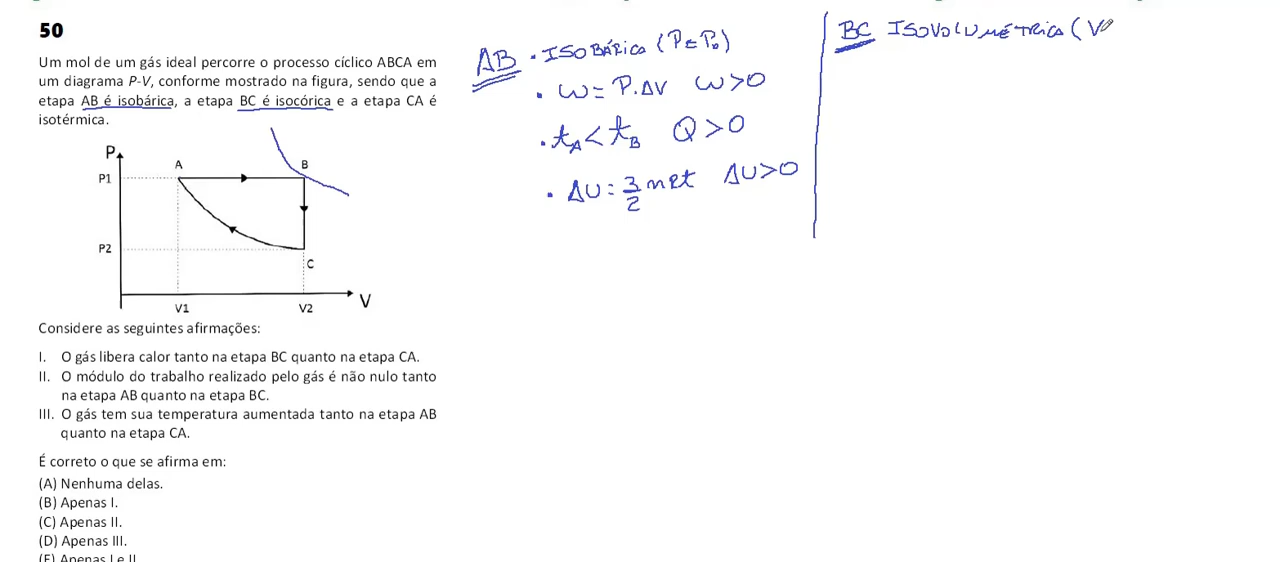 50
Um mol de um gás ideal percorre o processo cíclico ABCA em
um diagrama P-V, conforme mostrado na figura, sendo que a
etapa AB é isobárica, a etapa BC é isocórica e a etapa CA é
isotérmica.
P
A
B
P1
P2
C
V1
V2
V
Considere as seguintes afirmações:
I. O gás libera calor tanto na etapa BC quanto na etapa CA.
II. O módulo do trabalho realizado pelo gás é não nulo tanto
na etapa AB quanto na etapa BC.
III. O gás tem sua temperatura aumentada tanto na etapa AB
quanto na etapa CA.
É correto o que se afirma em:
(A) Nenhuma delas.
(B) Apenas I.
(C) Apenas II.
(D) Apenas III.
(E) Apenas I e II
AB • ISOBÁRICA (P=P₀)
• W = P.ΔV W>0
• tA < tB Q>0
• ΔU = 3/2 nRt ΔU>0
BC ISOVOLUMÉTRICA (V